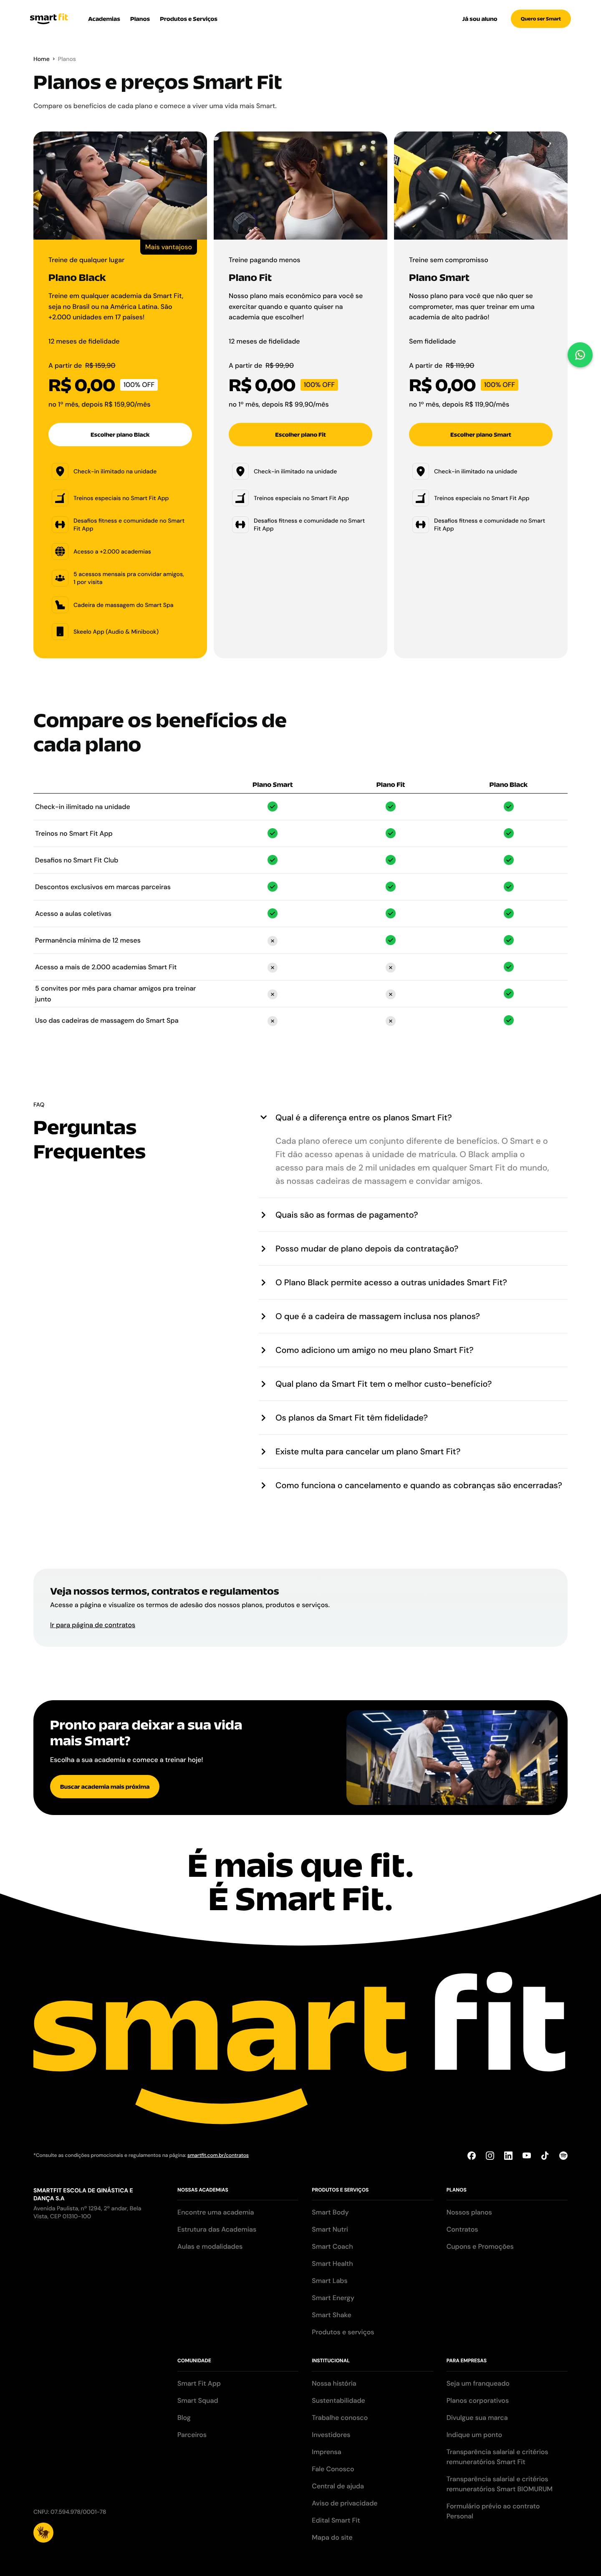 smart fit
Academias
Planos
Produtos e Serviços
Já sou aluno
Quero ser Smart
Home › Planos
Planos e preços Smart Fit
Compare os benefícios de cada plano e comece a viver uma vida mais Smart.
Mais vantajoso
Treine de qualquer lugar
Plano Black
Treine em qualquer academia da Smart Fit,
seja no Brasil ou na América Latina. São
+2.000 unidades em 17 países!
12 meses de fidelidade
A partir de R$ 159,90
R$ 0,00 100% OFF
no 1º mês, depois R$ 159,90/mês
Escolher plano Black
Check-in ilimitado na unidade
Treinos especiais no Smart Fit App
Desafios fitness e comunidade no Smart
Fit App
Acesso a +2.000 academias
5 acessos mensais pra convidar amigos,
1 por visita
Cadeira de massagem do Smart Spa
Skeelo App (Audio & Minibook)
Treine pagando menos
Plano Fit
Nosso plano mais econômico para você se
exercitar quando e quanto quiser na
academia que escolher!
12 meses de fidelidade
A partir de R$ 99,90
R$ 0,00 100% OFF
no 1º mês, depois R$ 99,90/mês
Escolher plano Fit
Check-in ilimitado na unidade
Treinos especiais no Smart Fit App
Desafios fitness e comunidade no Smart
Fit App
Treine sem compromisso
Plano Smart
Nosso plano para você que não quer se
comprometer, mas quer treinar em uma
academia de alto padrão!
Sem fidelidade
A partir de R$ 119,90
R$ 0,00 100% OFF
no 1º mês, depois R$ 119,90/mês
Escolher plano Smart
Check-in ilimitado na unidade
Treinos especiais no Smart Fit App
Desafios fitness e comunidade no Smart
Fit App
Compare os benefícios de
cada plano
Plano Smart
Plano Fit
Plano Black
Check-in ilimitado na unidade
Treinos no Smart Fit App
Desafios no Smart Fit Club
Descontos exclusivos em marcas parceiras
Acesso a aulas coletivas
Permanência mínima de 12 meses
Acesso a mais de 2.000 academias Smart Fit
5 convites por mês para chamar amigos pra treinar
junto
Uso das cadeiras de massagem do Smart Spa
FAQ
Perguntas
Frequentes
Qual é a diferença entre os planos Smart Fit?
Cada plano oferece um conjunto diferente de benefícios. O Smart e o
Fit dão acesso apenas à unidade de matrícula. O Black amplia o
acesso para mais de 2 mil unidades em qualquer Smart Fit do mundo,
às nossas cadeiras de massagem e convidar amigos.
Quais são as formas de pagamento?
Posso mudar de plano depois da contratação?
O Plano Black permite acesso a outras unidades Smart Fit?
O que é a cadeira de massagem inclusa nos planos?
Como adiciono um amigo no meu plano Smart Fit?
Qual plano da Smart Fit tem o melhor custo-benefício?
Os planos da Smart Fit têm fidelidade?
Existe multa para cancelar um plano Smart Fit?
Como funciona o cancelamento e quando as cobranças são encerradas?
Veja nossos termos, contratos e regulamentos
Acesse a página e visualize os termos de adesão dos nossos planos, produtos e serviços.
Ir para página de contratos
Pronto para deixar a sua vida
mais Smart?
Escolha a sua academia e comece a treinar hoje!
Buscar academia mais próxima
É mais que fit.
É Smart Fit.
smart fit
*Consulte as condições promocionais e regulamentos na página: smartfit.com.br/contratos
SMARTFIT ESCOLA DE GINÁSTICA E
DANÇA S.A
Avenida Paulista, nº 1294, 2º andar, Bela
Vista, CEP 01310-100
NOSSAS ACADEMIAS
Encontre uma academia
Estrutura das Academias
Aulas e modalidades
PRODUTOS E SERVIÇOS
Smart Body
Smart Nutri
Smart Coach
Smart Health
Smart Labs
Smart Energy
Smart Shake
Produtos e serviços
PLANOS
Nossos planos
Contratos
Cupons e Promoções
COMUNIDADE
Smart Fit App
Smart Squad
Blog
Parceiros
INSTITUCIONAL
Nossa história
Sustentabilidade
Trabalhe conosco
Investidores
Imprensa
Fale Conosco
Central de ajuda
Aviso de privacidade
Edital Smart Fit
Mapa do site
PARA EMPRESAS
Seja um franqueado
Planos corporativos
Divulgue sua marca
Indique um ponto
Transparência salarial e critérios
remuneratórios Smart Fit
Transparência salarial e critérios
remuneratórios Smart BIOMURUM
Formulário prévio ao contrato
Personal
CNPJ: 07.594.978/0001-78